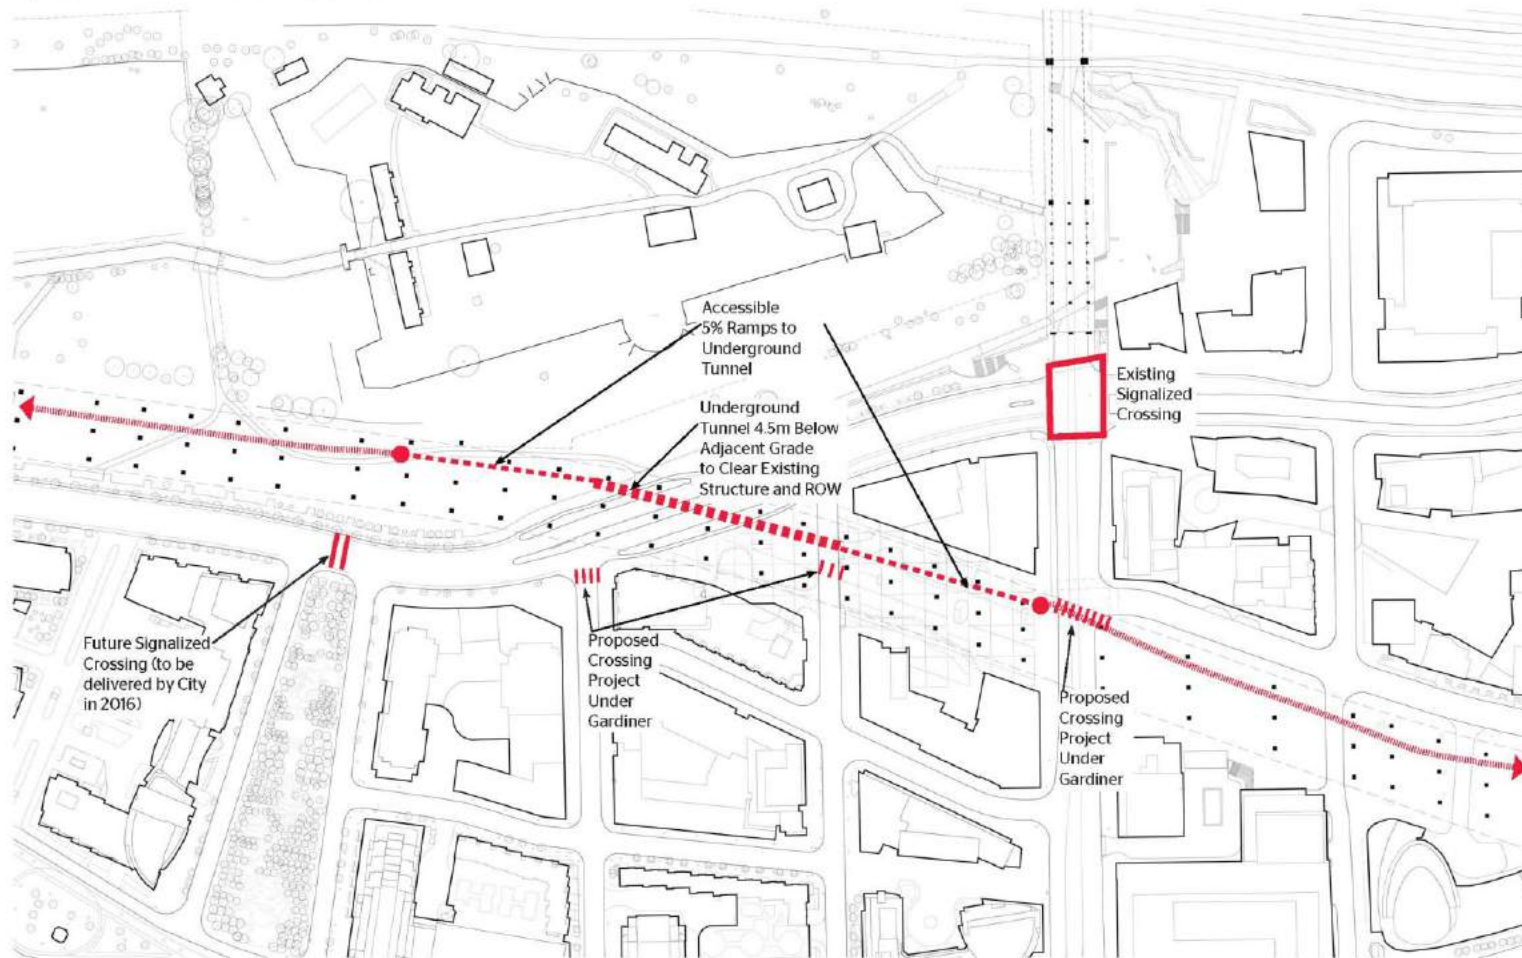 Accessible
5% Ramps to
Underground
Tunnel
Underground
Tunnel 4.5m Below
Adjacent Grade
to Clear Existing
Structure and ROW
Existing
Signalized
Crossing
Future Signalized
Crossing (to be
delivered by City
in 2016)
Proposed
Crossing
Project
Under
Gardiner
Proposed
Crossing
Project
Under
Gardiner